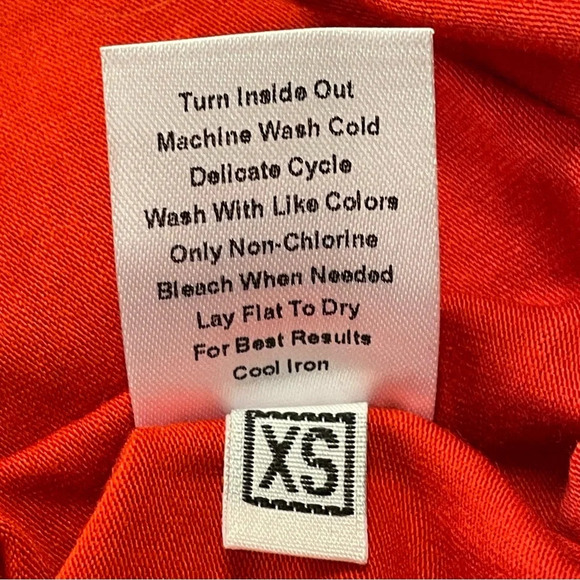 Turn Inside Out
Machine Wash Cold
Delicate Cycle
Wash With Like Colors
Only Non-Chlorine
Bleach When Needed
Lay Flat To Dry
For Best Results
Cool Iron
XS